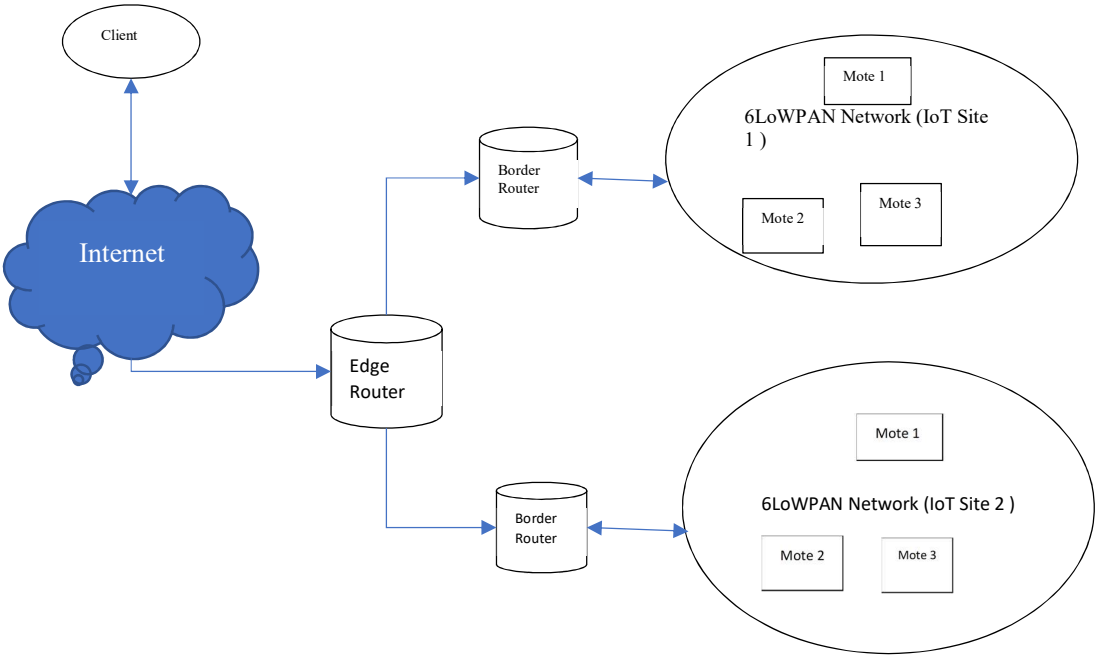 Client
Internet
Edge
Router
Border
Router
Mote 1
6LoWPAN Network (IoT Site
1 )
Mote 2
Mote 3
Border
Router
Mote 1
6LoWPAN Network (IoT Site 2 )
Mote 2
Mote 3